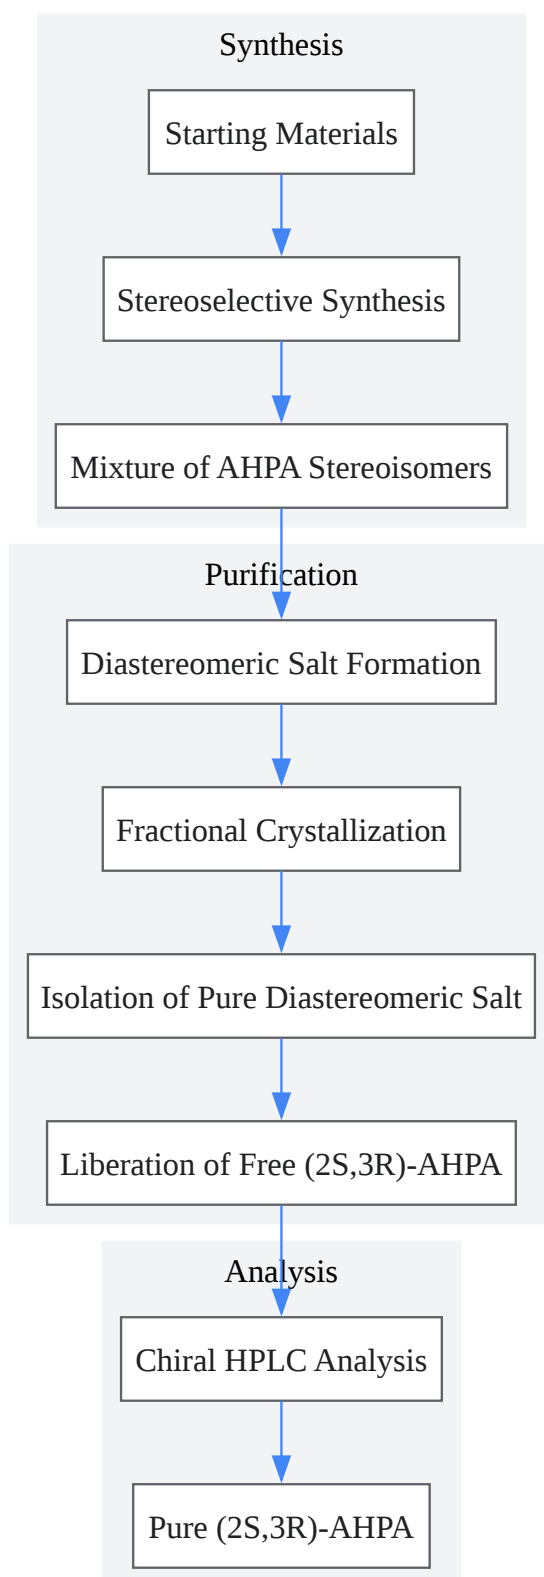 Synthesis
Starting Materials
Stereoselective Synthesis
Mixture of AHPA Stereoisomers
Purification
Diastereomeric Salt Formation
Fractional Crystallization
Isolation of Pure Diastereomeric Salt
Liberation of Free (2S,3R)-AHPA
Analysis
Chiral HPLC Analysis
Pure (2S,3R)-AHPA